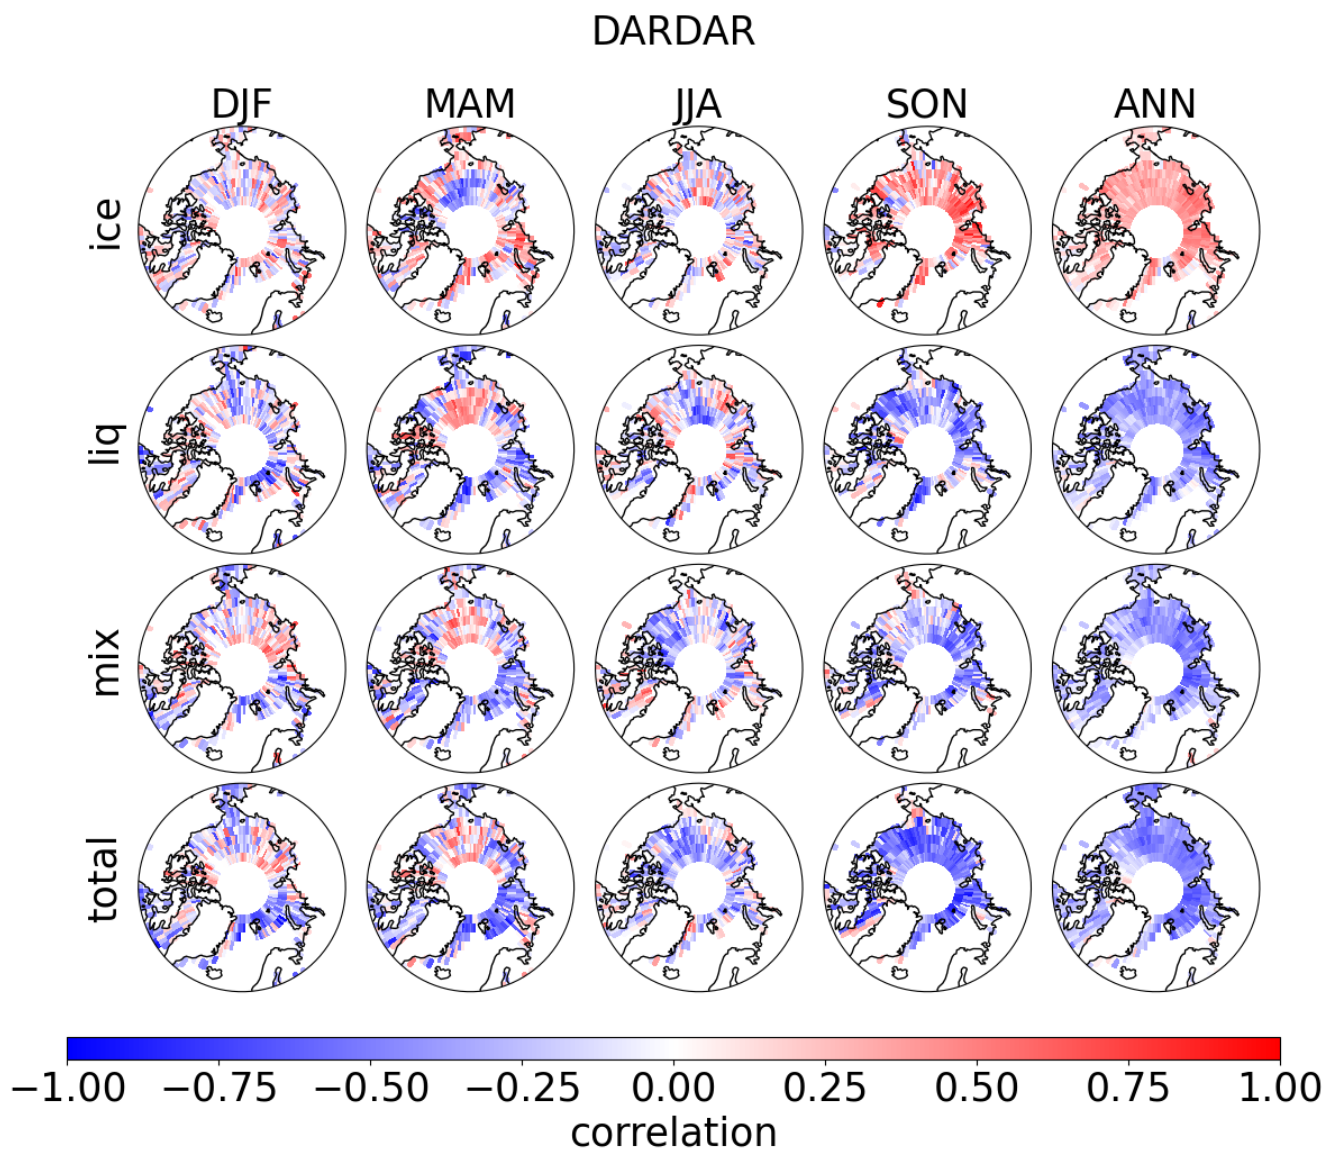 DARDAR
DJF MAM JJA SON ANN
ice
liq
mix
total
−1.00 −0.75 −0.50 −0.25 0.00 0.25 0.50 0.75 1.00
correlation